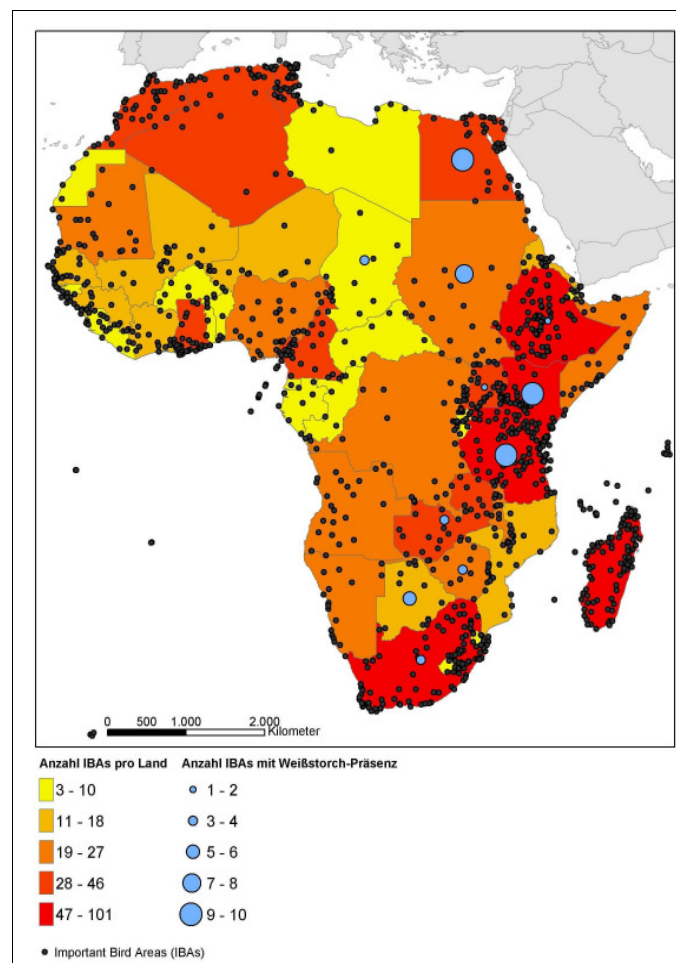 0 500 1.000 2.000
Kilometer
Anzahl IBAs pro Land
3 - 10
11 - 18
19 - 27
28 - 46
47 - 101
Anzahl IBAs mit Weißstorch-Präsenz
1 - 2
3 - 4
5 - 6
7 - 8
9 - 10
Important Bird Areas (IBAs)